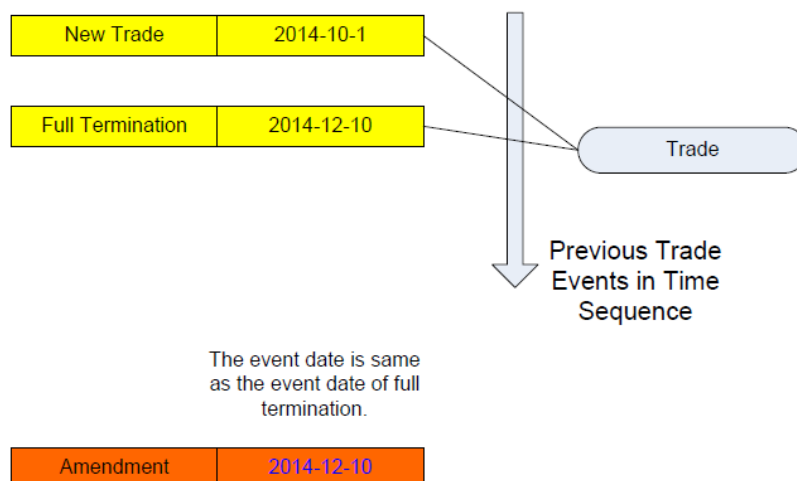 New Trade 2014-10-1
Full Termination 2014-12-10
Trade
Previous Trade
Events in Time
Sequence
The event date is same
as the event date of full
termination.
Amendment 2014-12-10